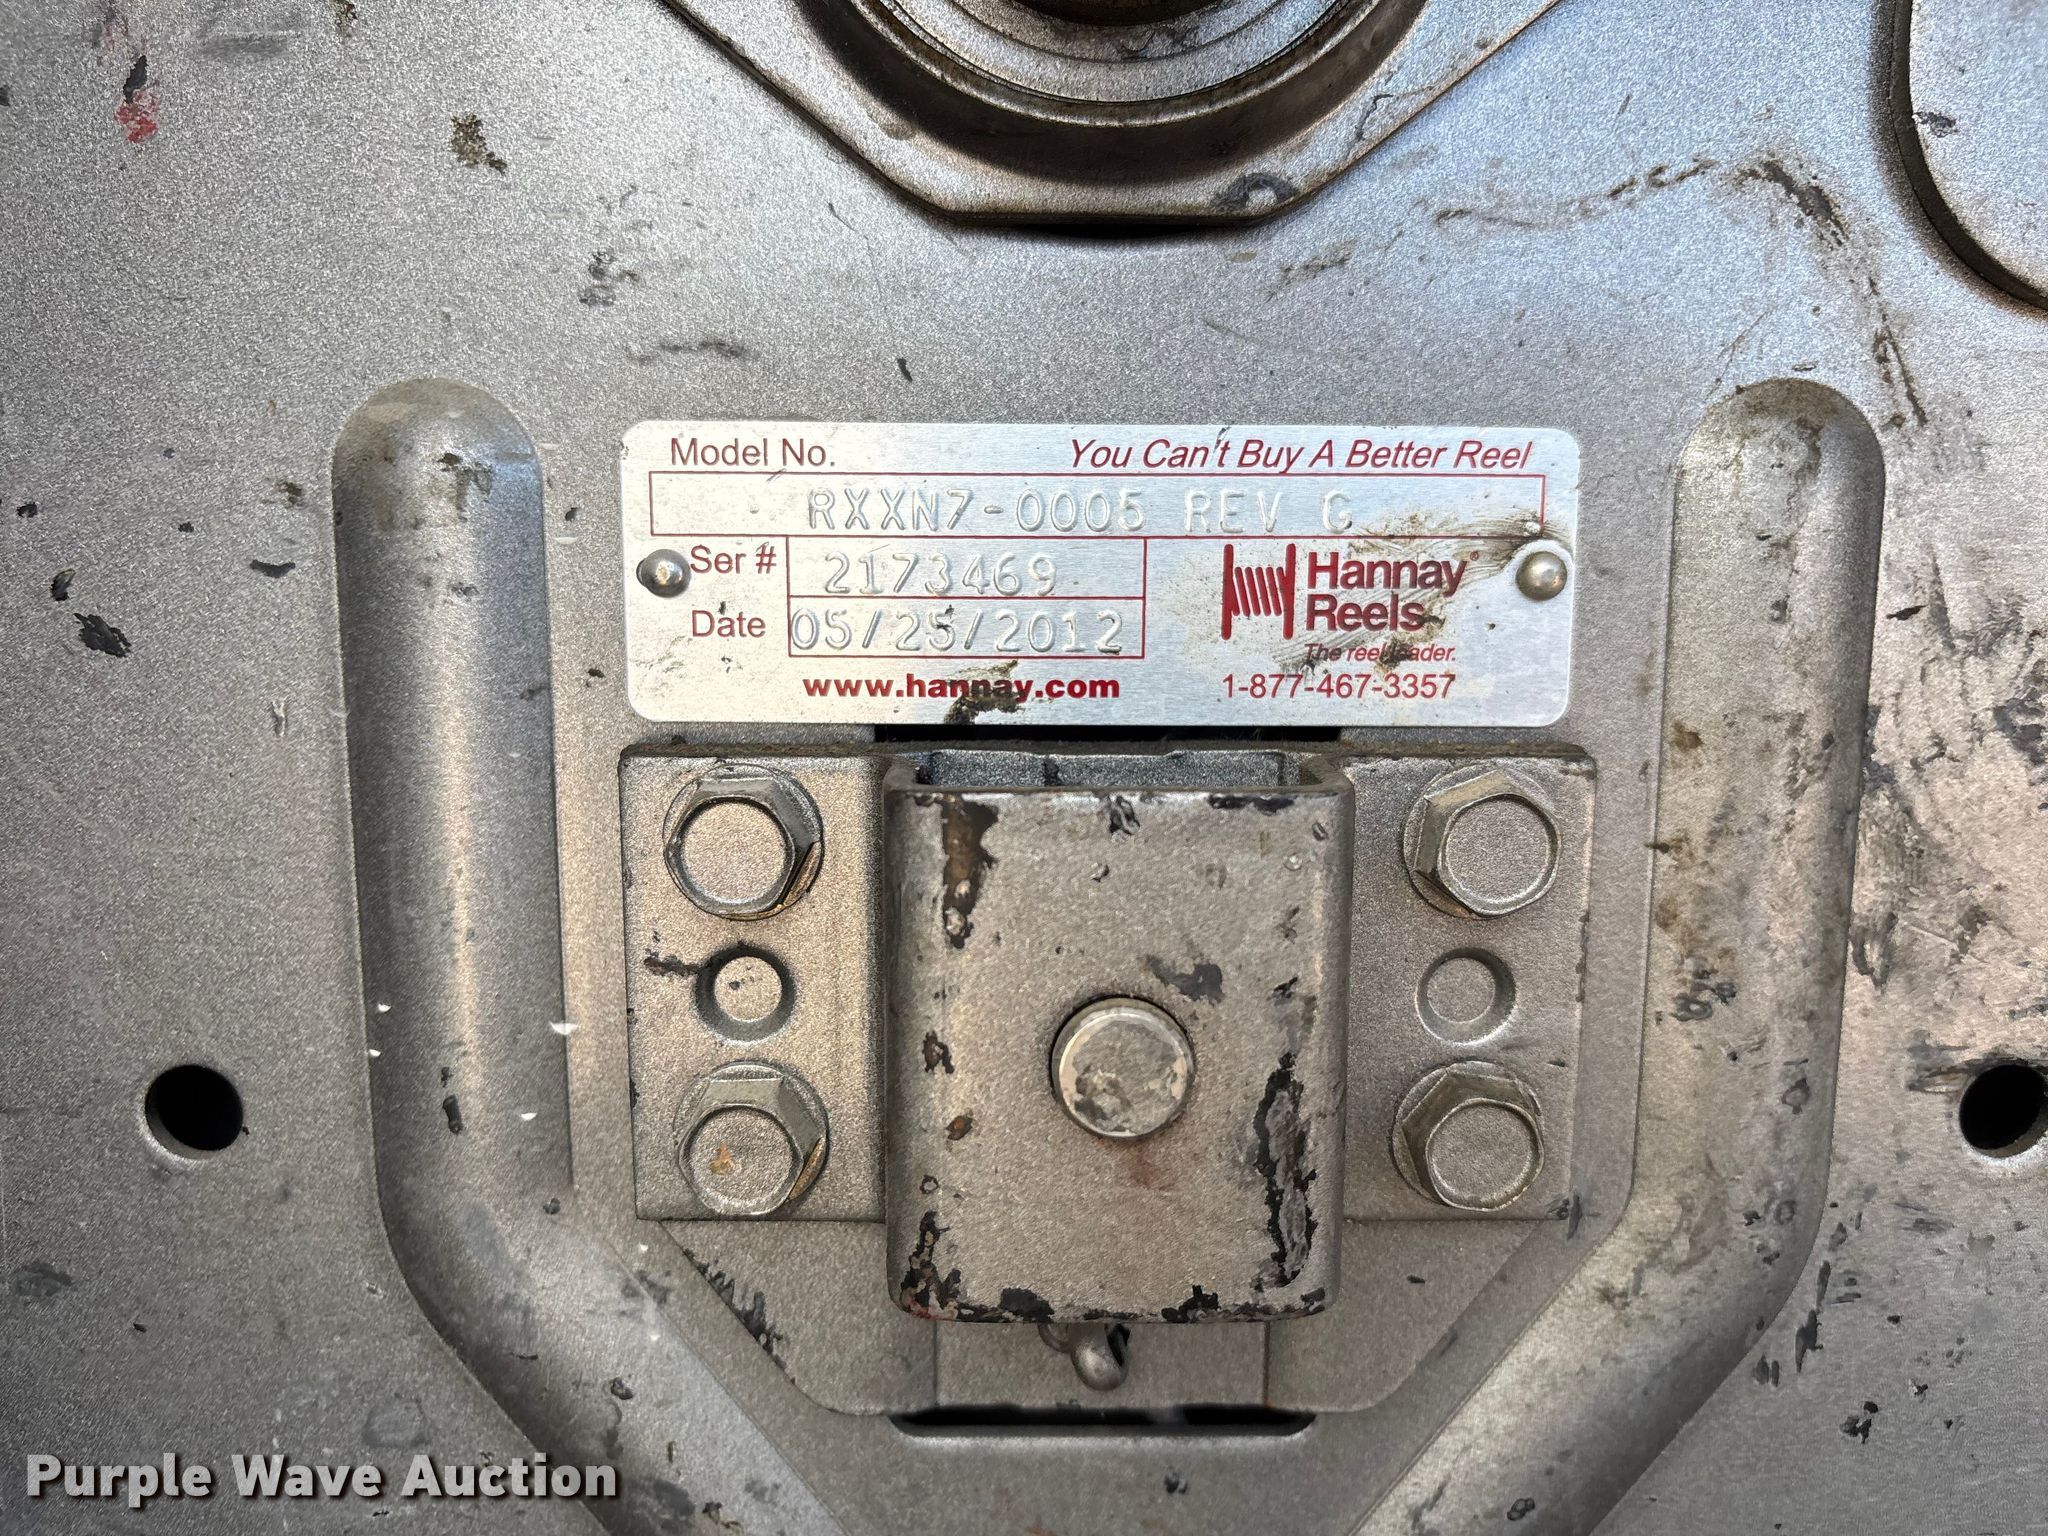 Model No. You Can't Buy A Better Reel
RXXN7-0005 REV G
Ser # 2173469
Hannay®
Reels
Date 05/25/2012
The reel leader.
www.hannay.com 1-877-467-3357
Purple Wave Auction